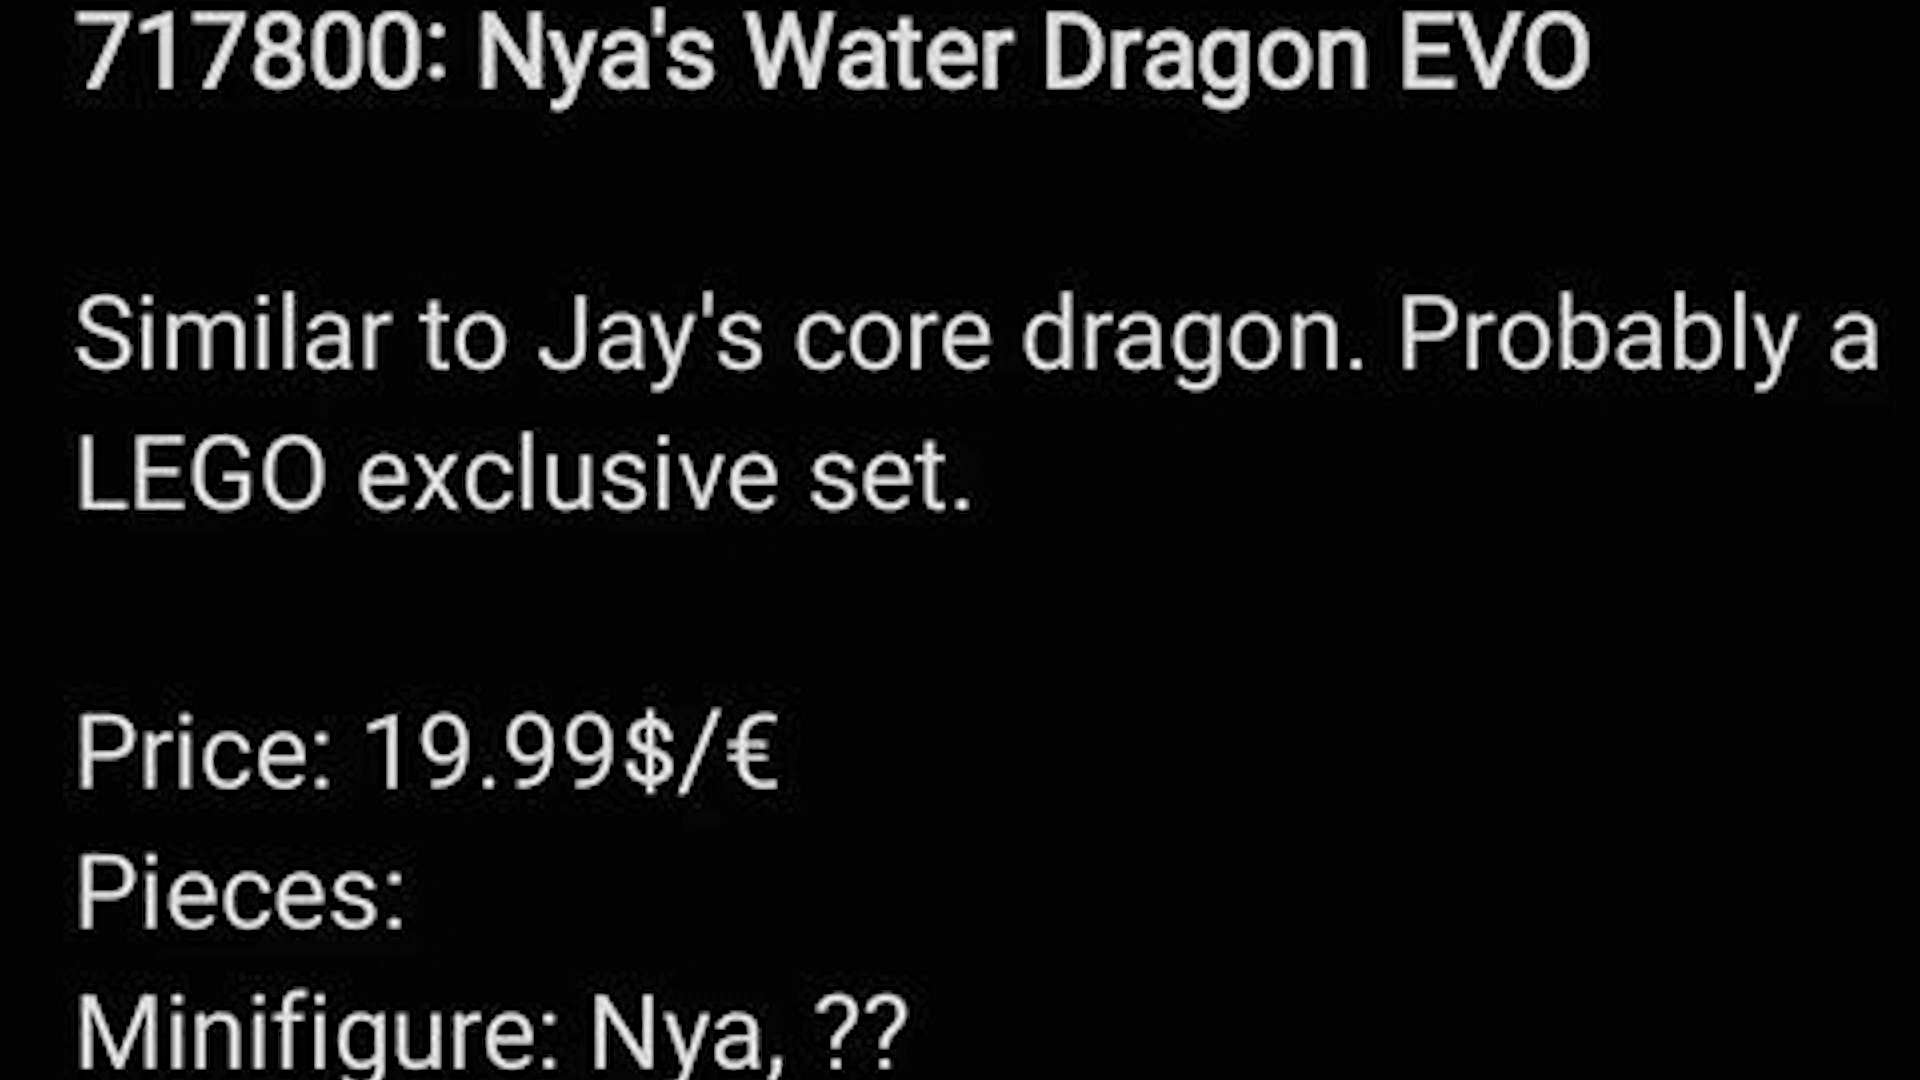 717800: Nya's Water Dragon EVO
Similar to Jay's core dragon. Probably a
LEGO exclusive set.
Price: 19.99$/€
Pieces:
Minifigure: Nya, ??